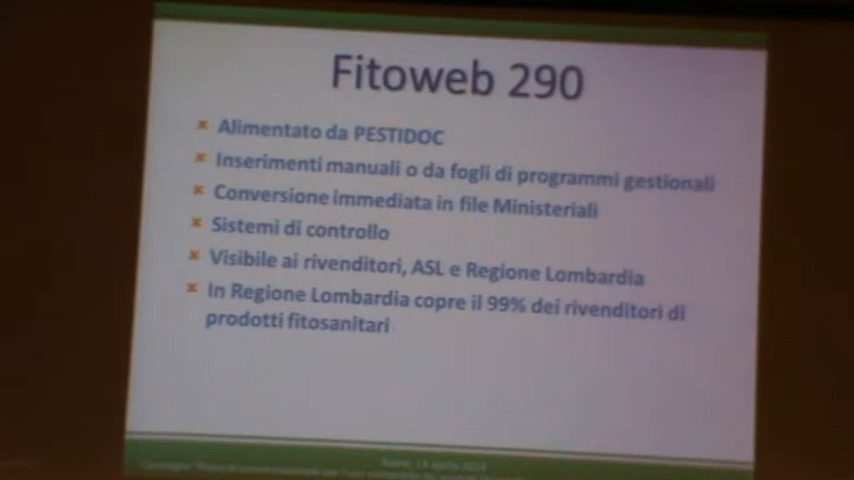 Fitoweb 290
Alimentato da PESTIDOC
Inserimenti manuali o da fogli di programmi gestionali
Conversione immediata in file Ministeriali
Sistemi di controllo
Visibile ai rivenditori, ASL e Regione Lombardia
In Regione Lombardia copre il 99% dei rivenditori di
prodotti fitosanitari